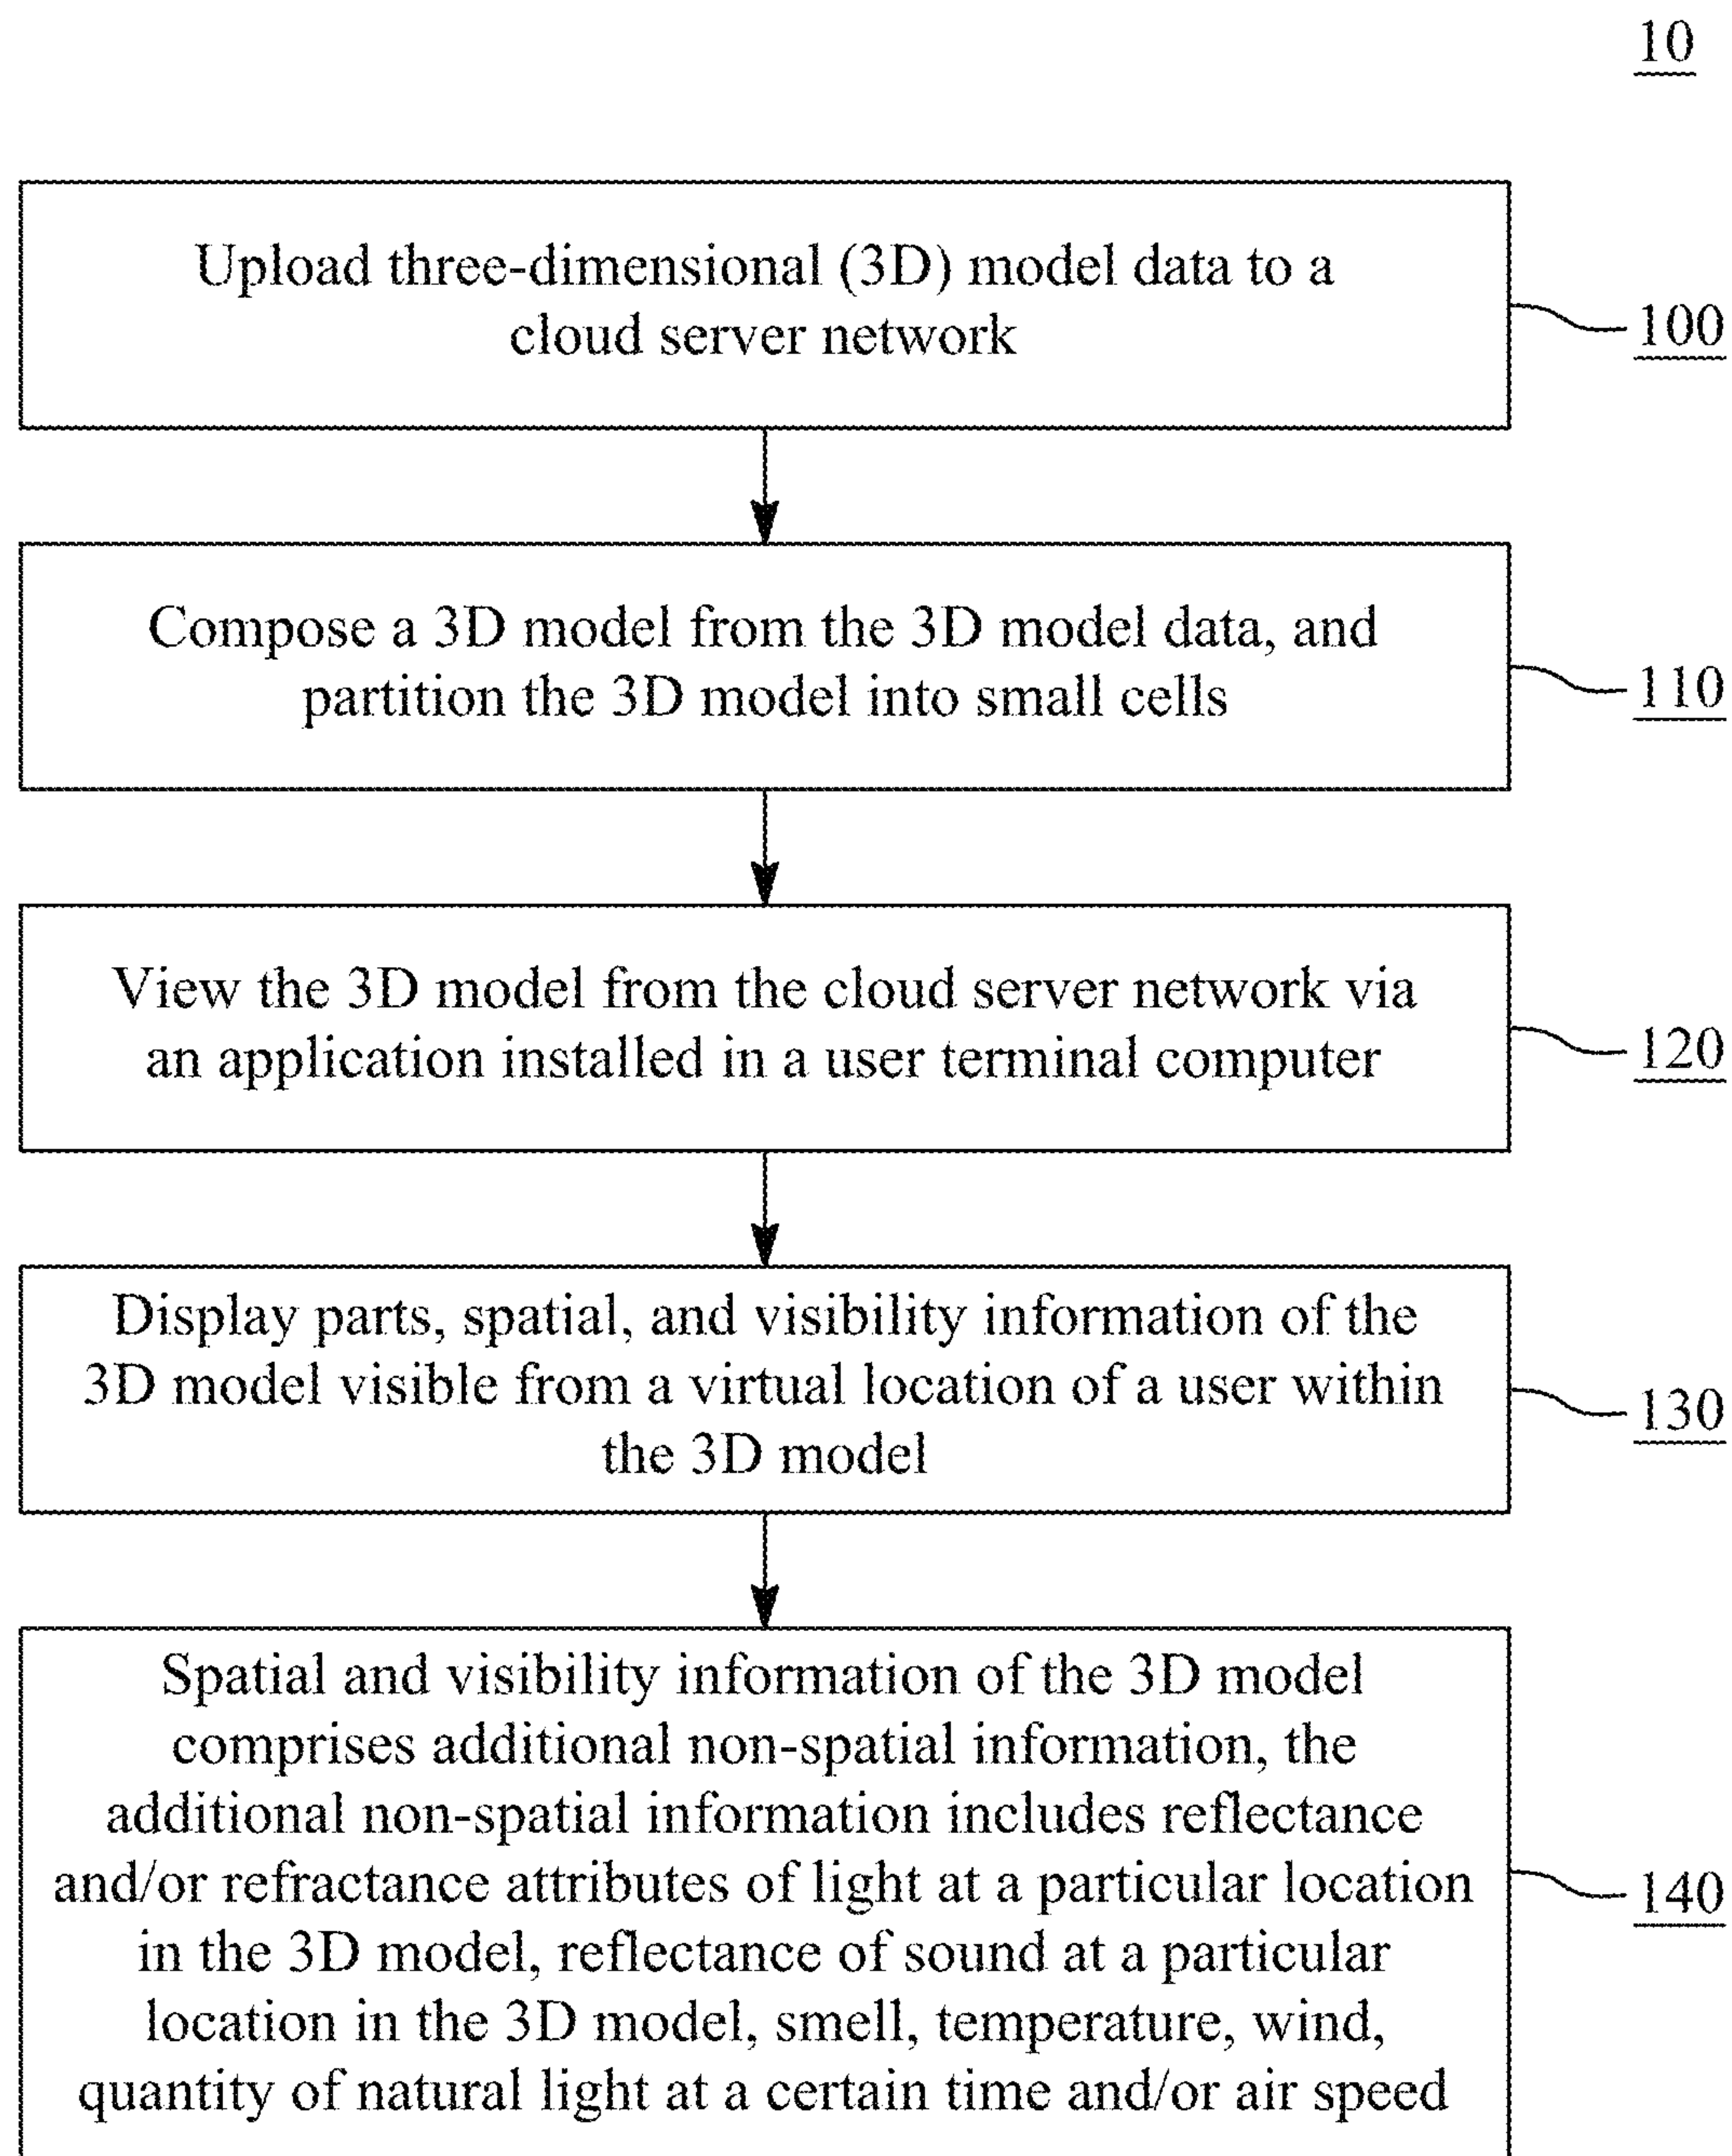 10
Upload three-dimensional (3D) model data to a
cloud server network
100
Compose a 3D model from the 3D model data, and
partition the 3D model into small cells
110
View the 3D model from the cloud server network via
an application installed in a user terminal computer
120
Display parts, spatial, and visibility information of the
3D model visible from a virtual location of a user within
the 3D model
130
Spatial and visibility information of the 3D model
comprises additional non-spatial information, the
additional non-spatial information includes reflectance
and/or refractance attributes of light at a particular location
in the 3D model, reflectance of sound at a particular
location in the 3D model, smell, temperature, wind,
quantity of natural light at a certain time and/or air speed
140